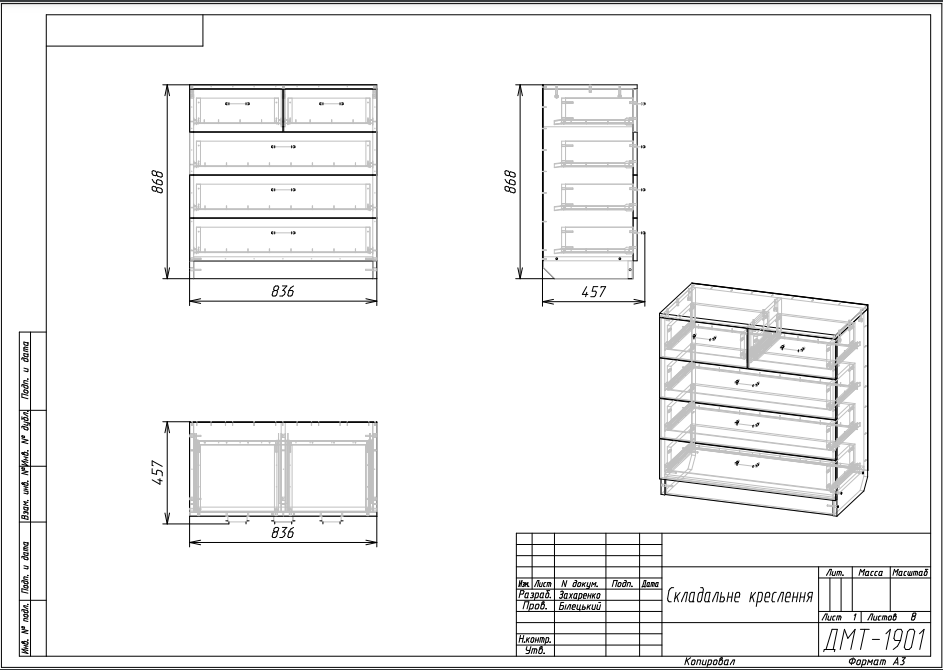 868
836
868
457
457
836
Подп. и дата
Инв. № дубл.
Взам. инв. №
Подп. и дата
Инв. № подл.
Изм. Лист N докум. Подп. Дата
Разраб. Захаренко
Пров. Білецький
Н.контр.
Утв.
Складальне креслення
Лит. Масса Масштаб
Лист 1 Листов 8
ДМТ-1901
Копировал Формат А3